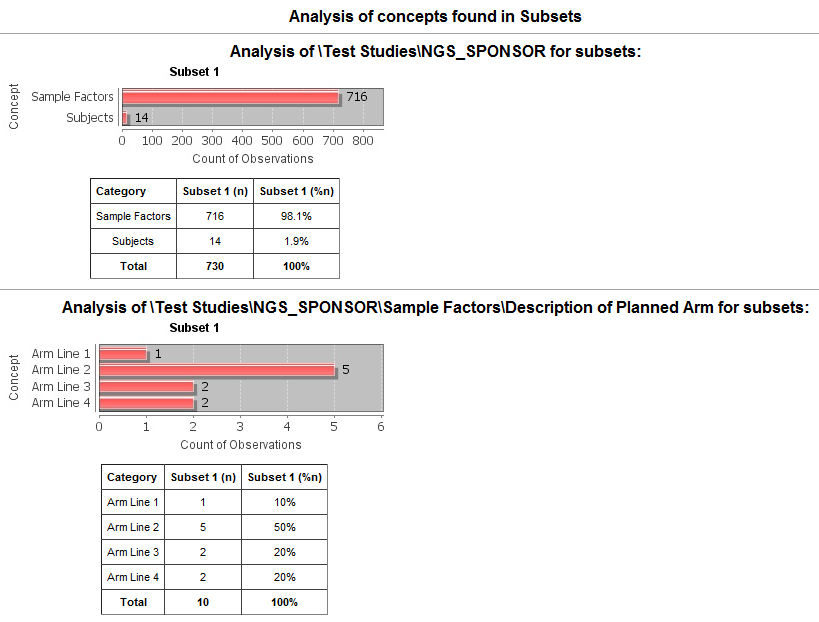 Analysis of concepts found in Subsets
Analysis of \Test Studies\NGS_SPONSOR for subsets:
Subset 1
Concept
Sample Factors 716
Subjects 14
0 100 200 300 400 500 600 700 800
Count of Observations
Category Subset 1 (n) Subset 1 (%n)
Sample Factors 716 98.1%
Subjects 14 1.9%
Total 730 100%
Analysis of \Test Studies\NGS_SPONSOR\Sample Factors\Description of Planned Arm for subsets:
Subset 1
Concept
Arm Line 1 1
Arm Line 2 5
Arm Line 3 2
Arm Line 4 2
0 1 2 3 4 5 6
Count of Observations
Category Subset 1 (n) Subset 1 (%n)
Arm Line 1 1 10%
Arm Line 2 5 50%
Arm Line 3 2 20%
Arm Line 4 2 20%
Total 10 100%